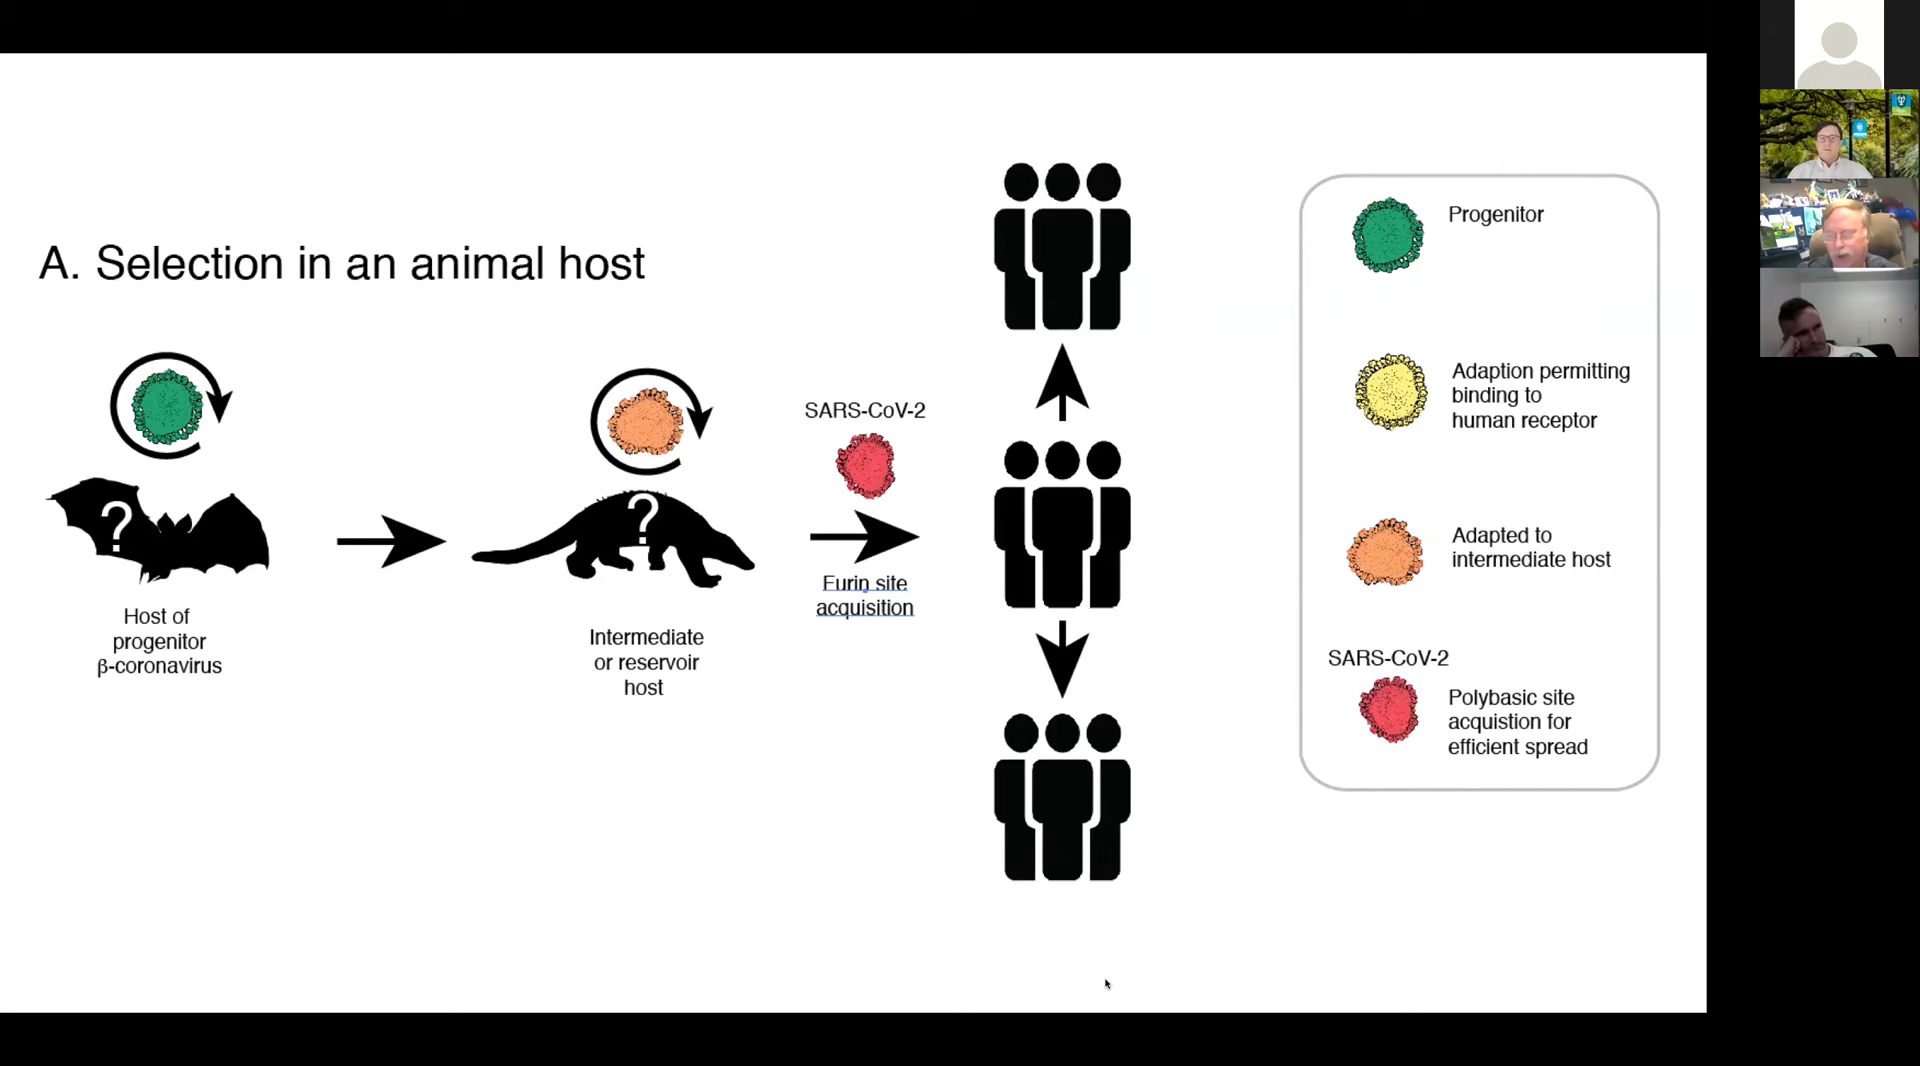 A. Selection in an animal host
?
Host of
progenitor
β-coronavirus
?
Intermediate
or reservoir
host
SARS-CoV-2
Furin site
acquisition
Progenitor
Adaption permitting
binding to
human receptor
Adapted to
intermediate host
SARS-CoV-2
Polybasic site
acquistion for
efficient spread